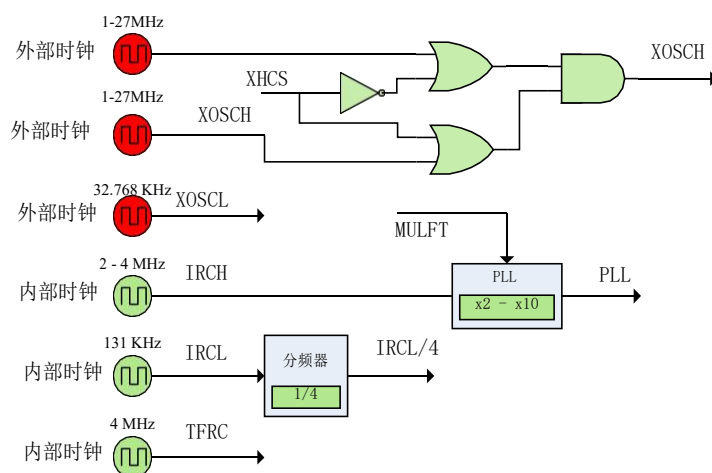 1-27MHz
外部时钟
XOSCH
XHCS
1-27MHz
外部时钟
XOSCH
32.768 KHz
外部时钟
XOSCL
MULFT
2 - 4 MHz
内部时钟
IRCH
PLL
x2 - x10
PLL
131 KHz
内部时钟
IRCL
分频器
1/4
IRCL/4
4 MHz
内部时钟
TFRC